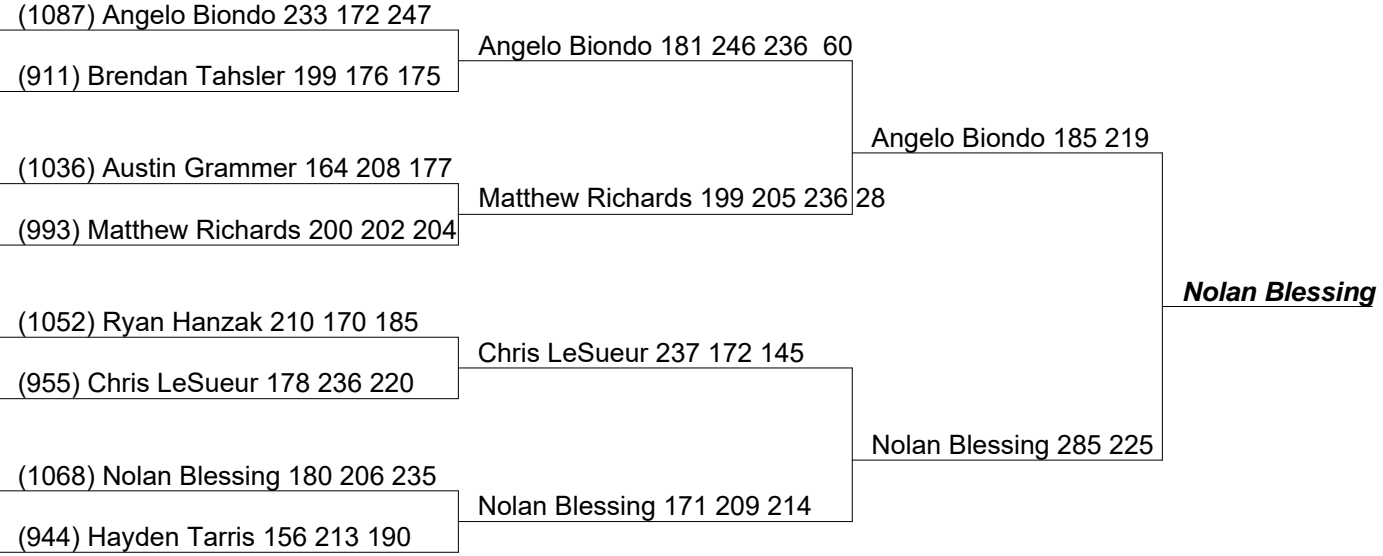 (1087) Angelo Biondo 233 172 247
Angelo Biondo 181 246 236 60
(911) Brendan Tahsler 199 176 175
Angelo Biondo 185 219
(1036) Austin Grammer 164 208 177
Matthew Richards 199 205 236 28
(993) Matthew Richards 200 202 204
Nolan Blessing
(1052) Ryan Hanzak 210 170 185
Chris LeSueur 237 172 145
(955) Chris LeSueur 178 236 220
Nolan Blessing 285 225
(1068) Nolan Blessing 180 206 235
Nolan Blessing 171 209 214
(944) Hayden Tarris 156 213 190